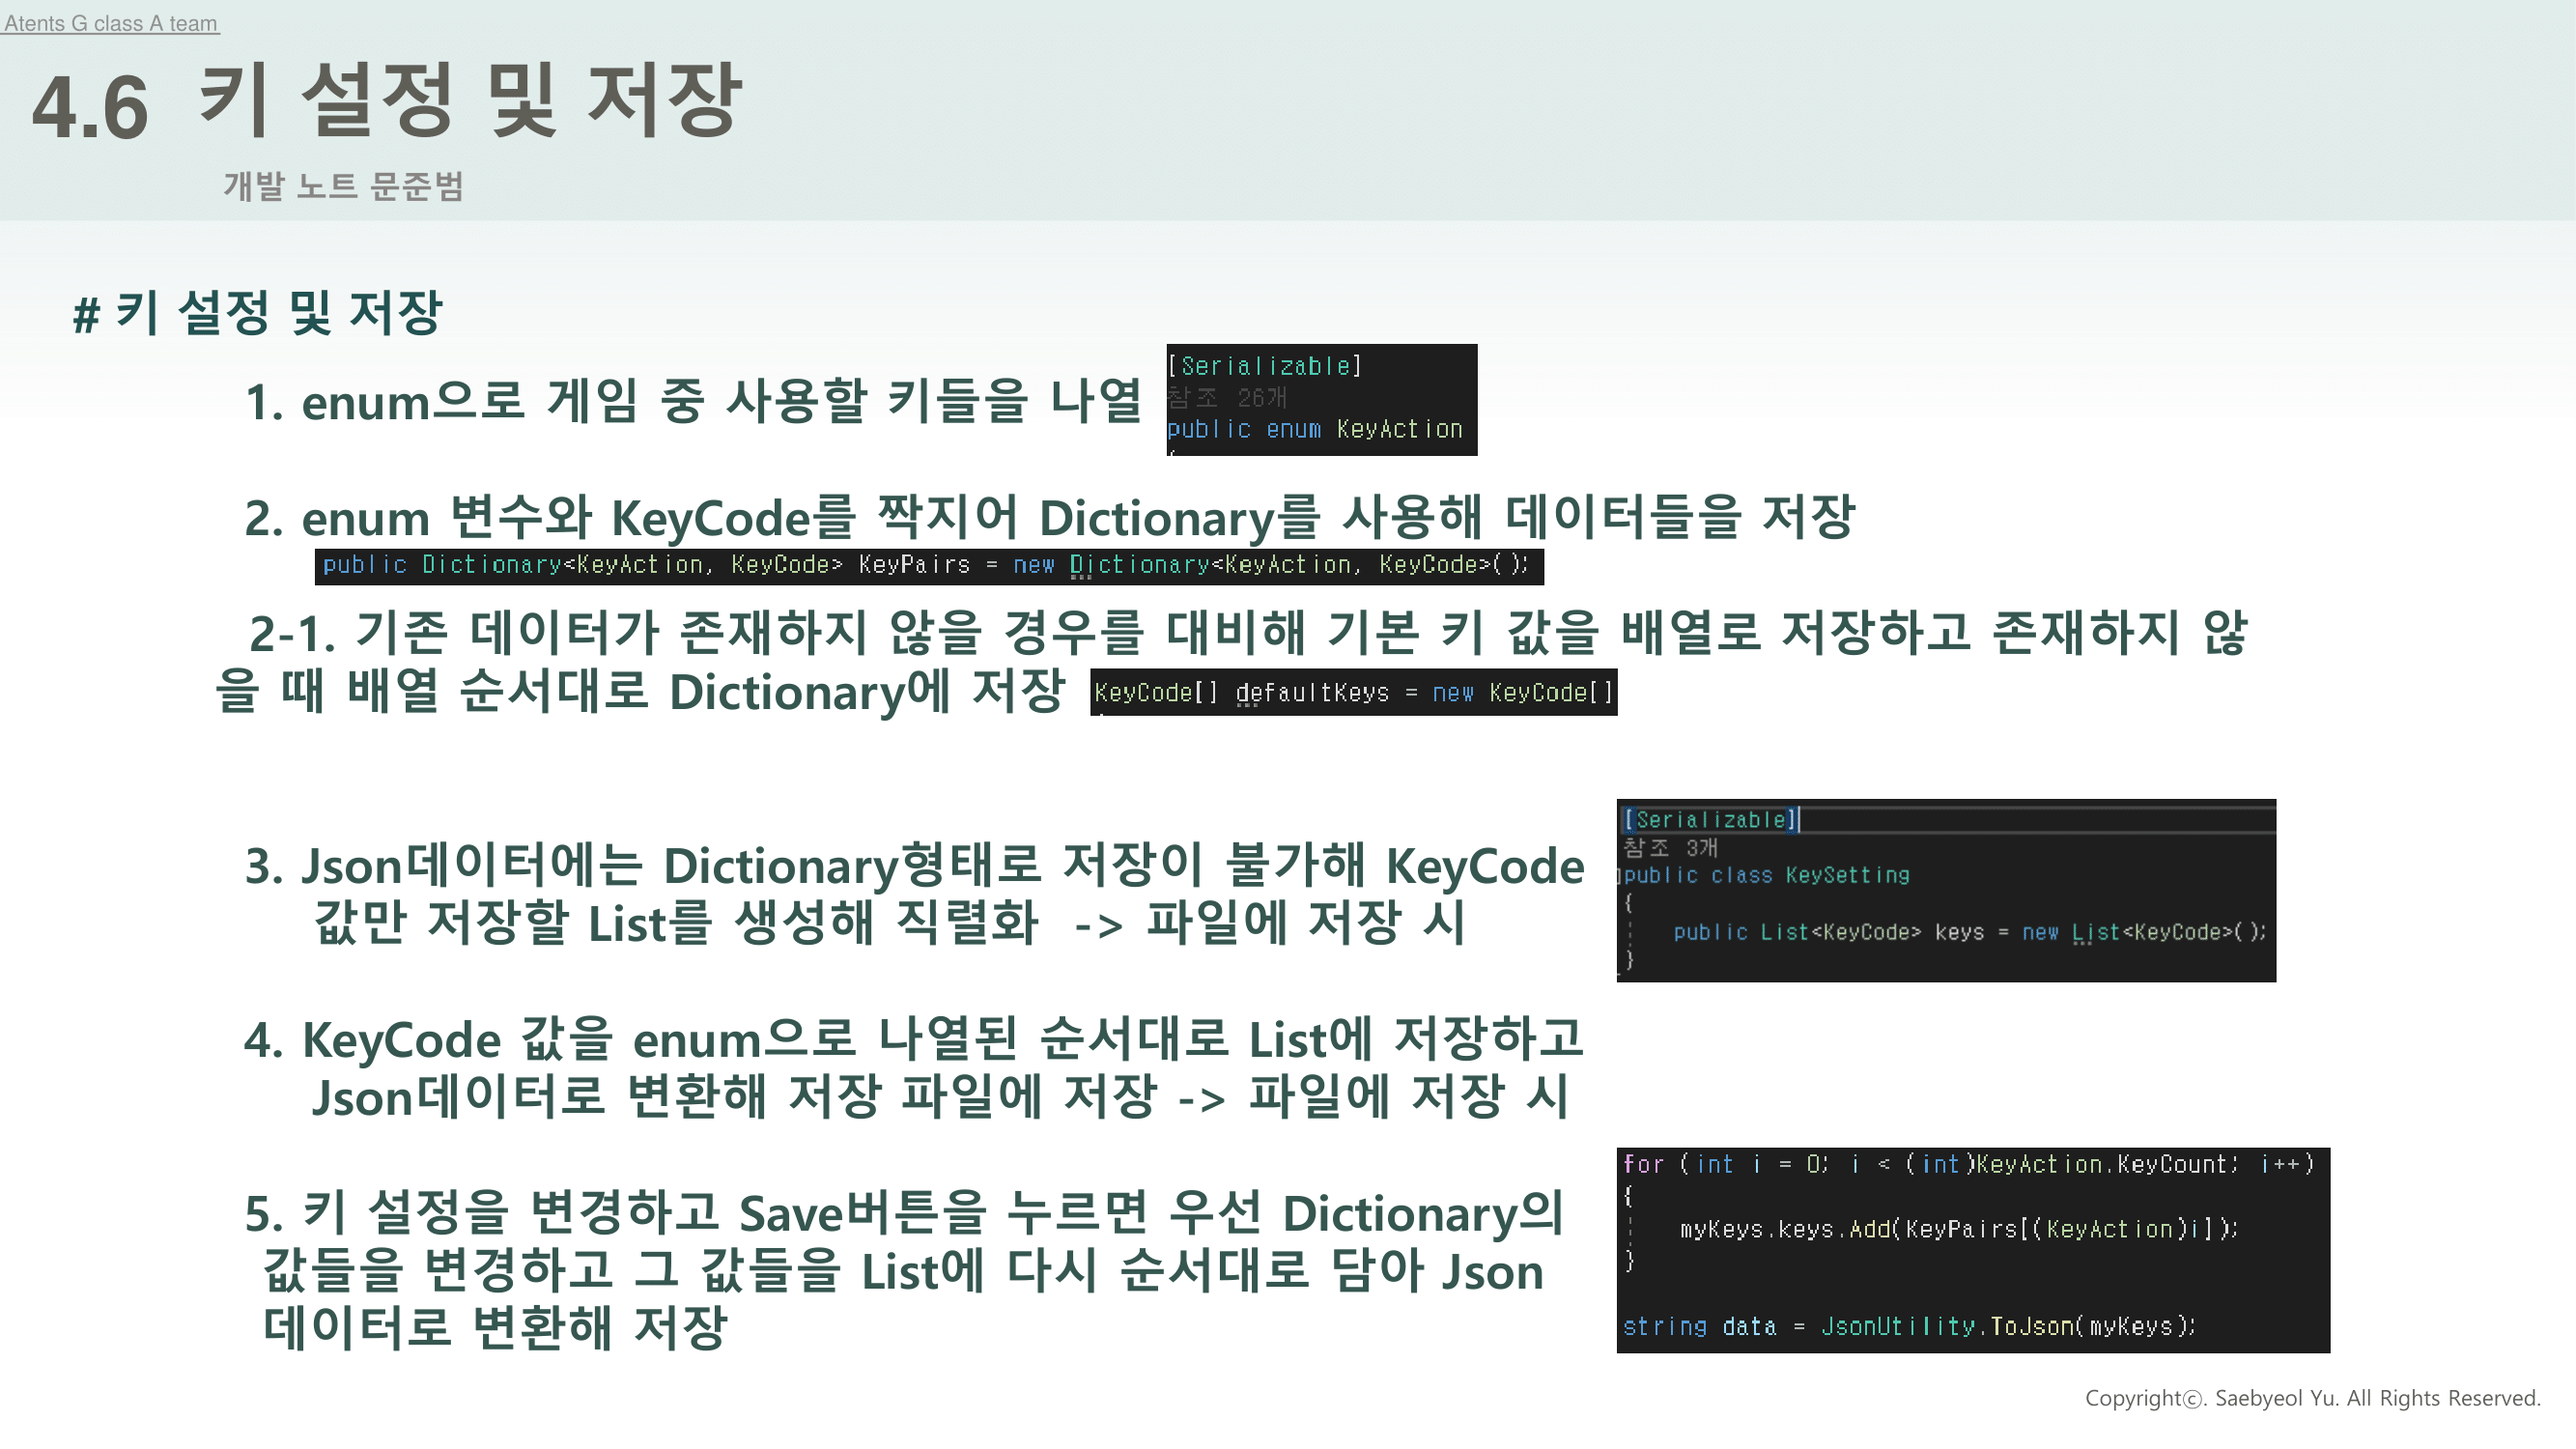 Atents G class A team
4.6 키 설정 및 저장
개발 노트 문준범
# 키 설정 및 저장
1. enum으로 게임 중 사용할 키들을 나열
[Serializable]
참조 26개
public enum KeyAction
2. enum 변수와 KeyCode를 짝지어 Dictionary를 사용해 데이터들을 저장
public Dictionary<KeyAction, KeyCode> KeyPairs = new Dictionary<KeyAction, KeyCode>();
2-1. 기존 데이터가 존재하지 않을 경우를 대비해 기본 키 값을 배열로 저장하고 존재하지 않
을 때 배열 순서대로 Dictionary에 저장
KeyCode[] defaultKeys = new KeyCode[]
3. Json데이터에는 Dictionary형태로 저장이 불가해 KeyCode
값만 저장할 List를 생성해 직렬화 -> 파일에 저장 시
[Serializable]
참조 3개
public class KeySetting
{
public List<KeyCode> keys = new List<KeyCode>();
}
4. KeyCode 값을 enum으로 나열된 순서대로 List에 저장하고
Json데이터로 변환해 저장 파일에 저장 -> 파일에 저장 시
5. 키 설정을 변경하고 Save버튼을 누르면 우선 Dictionary의
값들을 변경하고 그 값들을 List에 다시 순서대로 담아 Json
데이터로 변환해 저장
for (int i = 0; i < (int)KeyAction.KeyCount; i++)
{
myKeys.keys.Add(KeyPairs[(KeyAction)i]);
}
string data = JsonUtility.ToJson(myKeys);
Copyrightⓒ. Saebyeol Yu. All Rights Reserved.